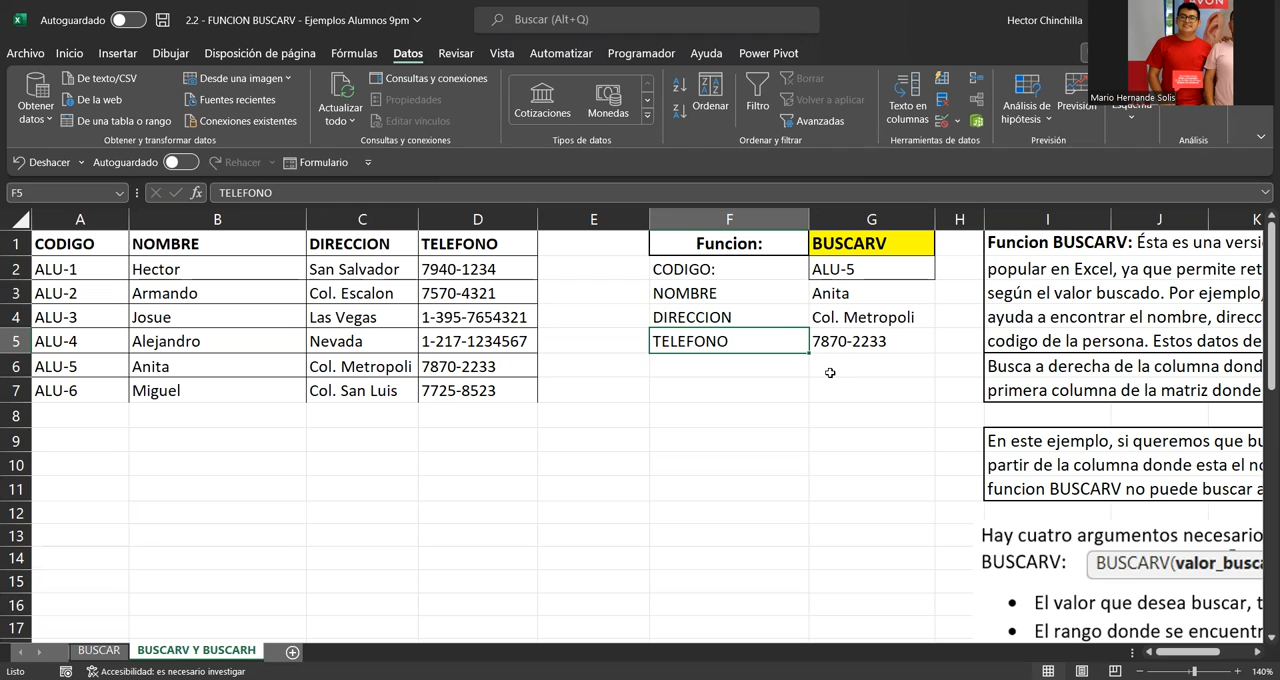 Autoguardado
2.2 - FUNCION BUSCARV - Ejemplos Alumnos 9pm
Buscar (Alt+Q)
Hector Chinchilla
AVON
Mario Hernande Solis
Archivo Inicio Insertar Dibujar Disposición de página Fórmulas Datos Revisar Vista Automatizar Programador Ayuda Power Pivot
Obtener datos
De texto/CSV
De la web
De una tabla o rango
Desde una imagen
Fuentes recientes
Conexiones existentes
Obtener y transformar datos
Actualizar todo
Consultas y conexiones
Propiedades
Editar vínculos
Consultas y conexiones
Cotizaciones
Monedas
Tipos de datos
Ordenar
Filtro
Borrar
Volver a aplicar
Avanzadas
Ordenar y filtrar
Texto en columnas
Herramientas de datos
Análisis de hipótesis
Previsión
Previsión
Análisis
Deshacer Autoguardado Rehacer Formulario
F5 fx TELEFONO
A B C D E F G H I J K
1 CODIGO NOMBRE DIRECCION TELEFONO Funcion: BUSCARV Funcion BUSCARV: Ésta es una versi
2 ALU-1 Hector San Salvador 7940-1234 CODIGO: ALU-5 popular en Excel, ya que permite ret
3 ALU-2 Armando Col. Escalon 7570-4321 NOMBRE Anita según el valor buscado. Por ejemplo,
4 ALU-3 Josue Las Vegas 1-395-7654321 DIRECCION Col. Metropoli ayuda a encontrar el nombre, direcc
5 ALU-4 Alejandro Nevada 1-217-1234567 TELEFONO 7870-2233 codigo de la persona. Estos datos de
6 ALU-5 Anita Col. Metropoli 7870-2233 Busca a derecha de la columna dond
7 ALU-6 Miguel Col. San Luis 7725-8523 primera columna de la matriz donde
8
9 En este ejemplo, si queremos que bu
10 partir de la columna donde esta el no
11 funcion BUSCARV no puede buscar a
12
13 Hay cuatro argumentos necesario
14 BUSCARV: BUSCARV(valor_busca
15
16 • El valor que desea buscar, t
17 • El rango donde se encuentr
BUSCAR BUSCARV Y BUSCARH
Listo Accesibilidad: es necesario investigar 140%